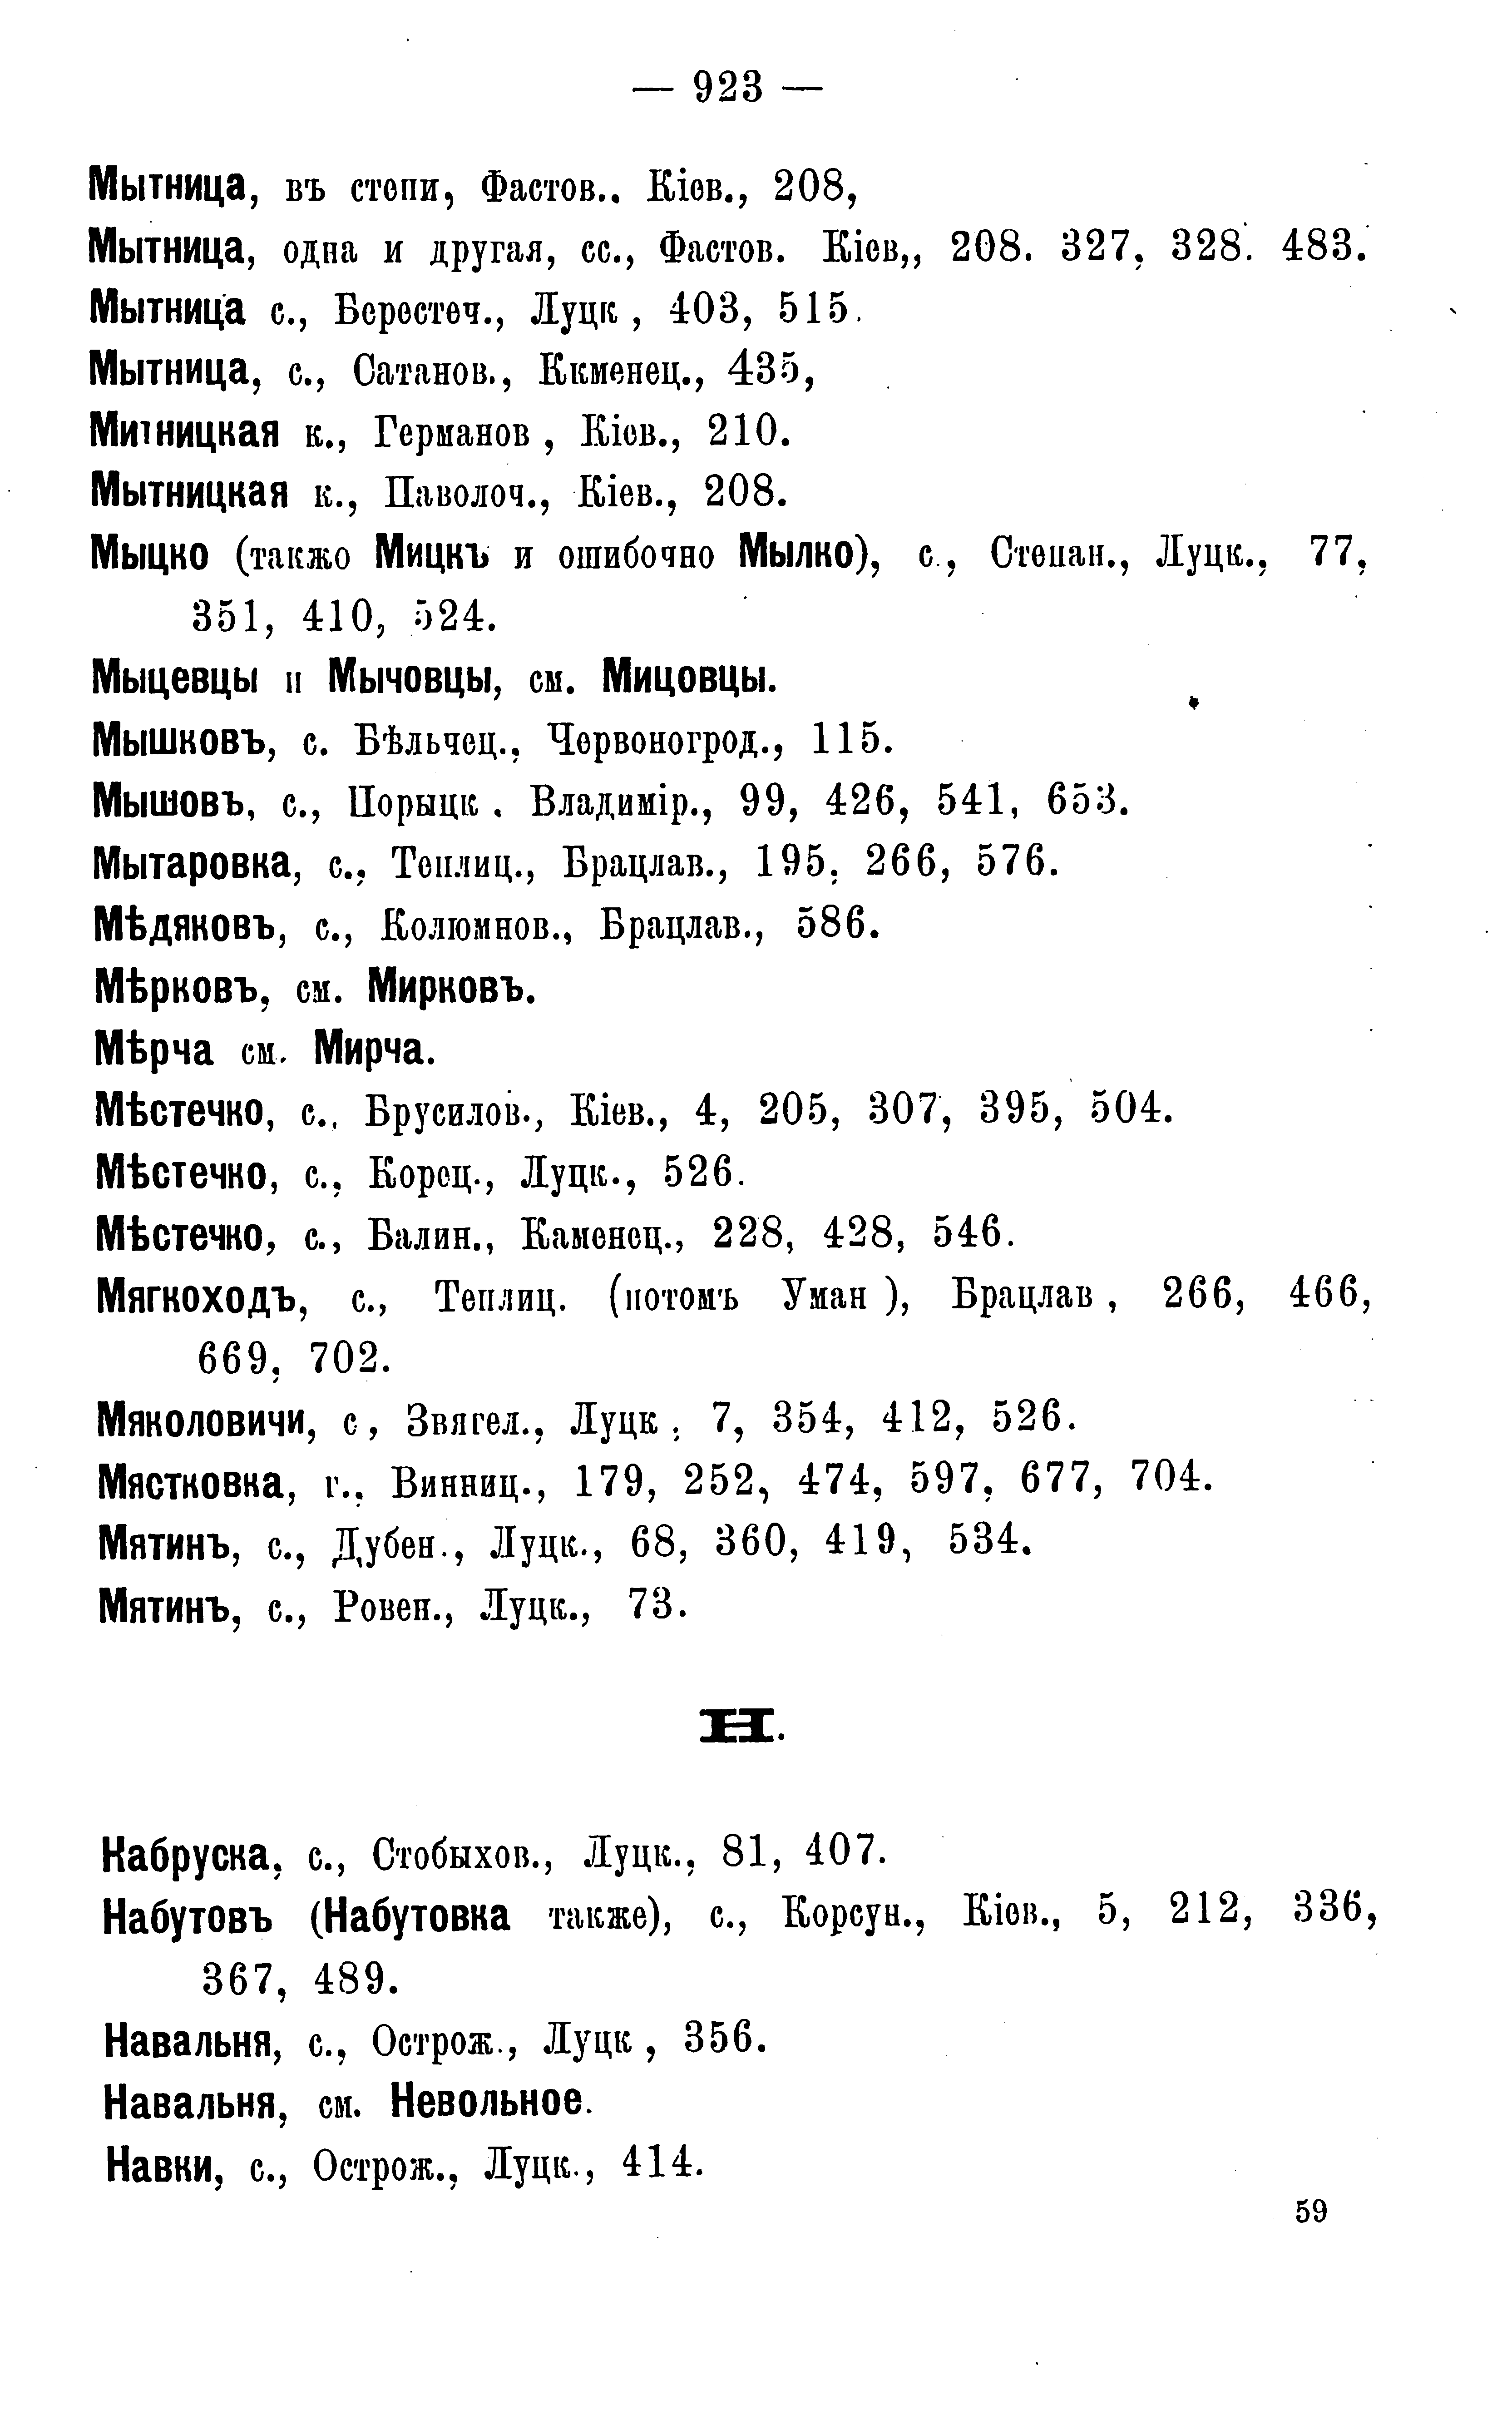 — 923 —
Мытница, въ степи, Фастов.. Кіев., 208,
Мытница, одна и другая, сс., Фастов. Кіев,, 208. 327, 328. 483.
Мытница с., Берестеч., Луцк , 403, 515.
Мытница, с., Сатанов., Ккменец., 435,
Митницкая к., Германов , Кіев., 210.
Мытницкая к., Паволоч., Кіев., 208.
Мыцко (также Мицкъ и ошибочно Мылко), с., Степан., Луцк., 77,
351, 410, 524.
Мыцевцы и Мычовцы, см. Мицовцы.
Мышковъ, с. Бѣльчец., Червоногрод., 115.
Мышовъ, с., Порыцк . Владимір., 99, 426, 541, 653.
Мытаровка, с., Теплиц., Брацлав., 195, 266, 576.
Мѣдяковъ, с., Колюмнов., Брацлав., 586.
Мѣрковъ, см. Мирковъ.
Мѣрча см. Мирча.
Мѣстечко, с., Брусилов., Кіев., 4, 205, 307, 395, 504.
Мѣстечко, с., Корец., Луцк., 526.
Мѣстечко, с., Балин., Каменец., 228, 428, 546.
Мягкоходъ, с., Теплиц. (потомъ Уман ), Брацлав , 266, 466,
669, 702.
Мяколовичи, с , Звягел., Луцк , 7, 354, 412, 526.
Мястковка, г., Винниц., 179, 252, 474, 597, 677, 704.
Мятинъ, с., Дубен., Луцк., 68, 360, 419, 534.
Мятинъ, с., Ровен., Луцк., 73.
Н.
Набруска, с., Стобыхов., Луцк., 81, 407.
Набутовъ (Набутовка также), с., Корсун., Кіев., 5, 212, 336,
367, 489.
Навальня, с., Острож., Луцк , 356.
Навальня, см. Невольное.
Навки, с., Острож., Луцк., 414.
59